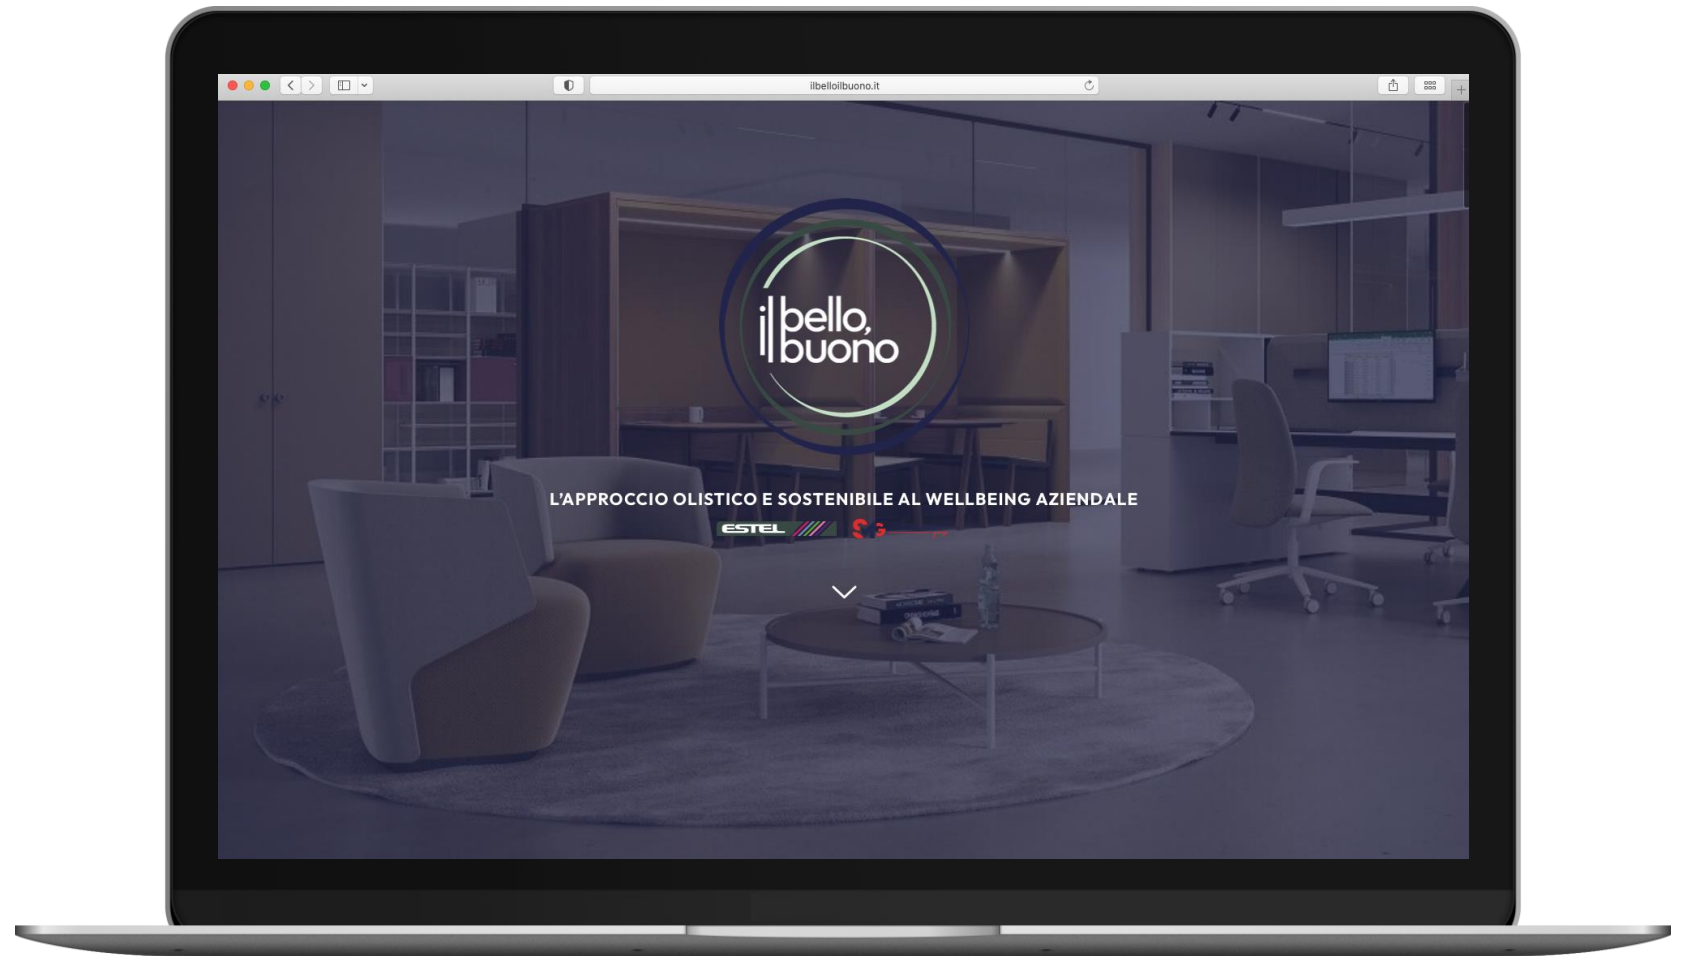 ilbelloilbuono.it
il bello,
il buono
L'APPROCCIO OLISTICO E SOSTENIBILE AL WELLBEING AZIENDALE
ESTEL